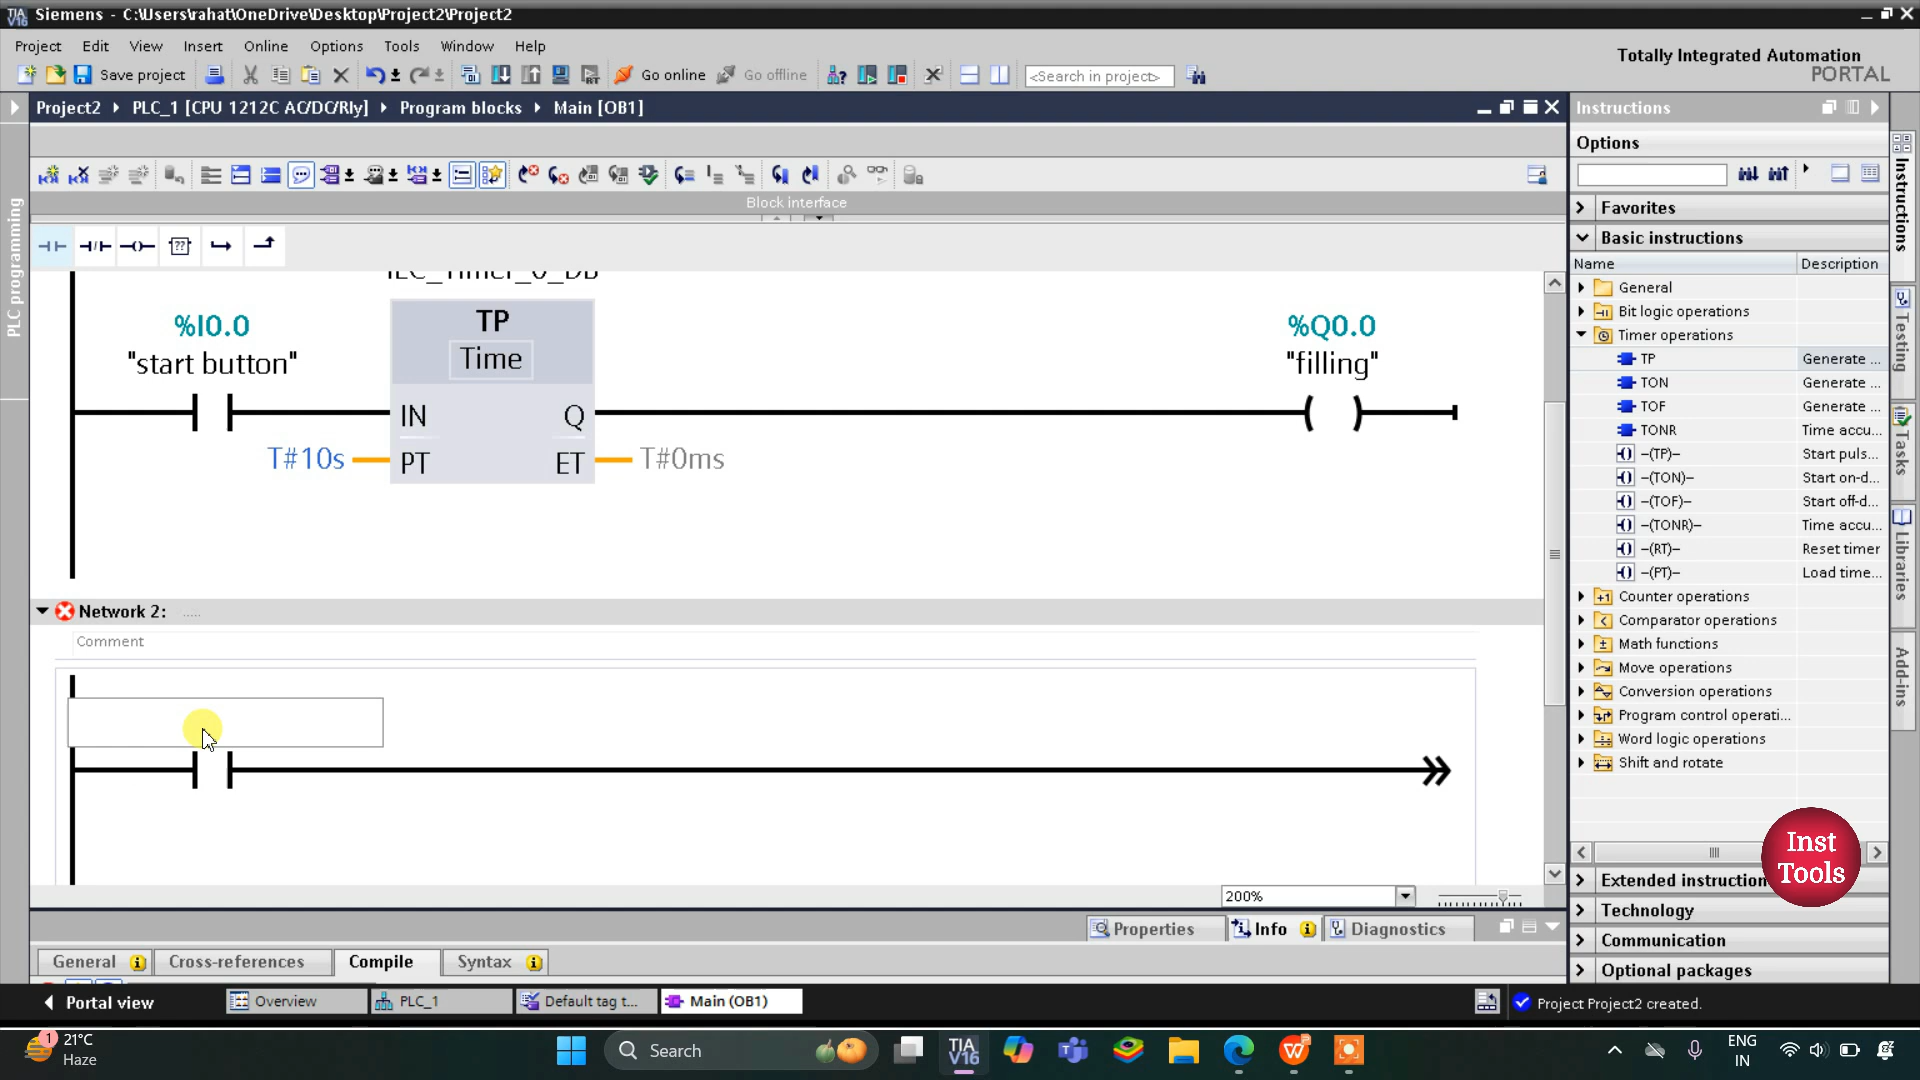 Siemens - C:\Users\rahat\OneDrive\Desktop\Project2\Project2
Project Edit View Insert Online Options Tools Window Help
Totally Integrated Automation
PORTAL
Save project
Go online
Go offline
<Search in project>
Project2 PLC_1 [CPU 1212C AC/DC/Rly] Program blocks Main [OB1]
Instructions
Options
Block interface
PLC programming
Favorites
Basic instructions
Name Description
General
Bit logic operations
Timer operations
TP Generate ...
TON Generate ...
TOF Generate ...
TONR Time accu...
-(TP)- Start puls...
-(TON)- Start on-d...
-(TOF)- Start off-d...
-(TONR)- Time accu...
-(RT)- Reset timer
-(PT)- Load time...
Counter operations
Comparator operations
Math functions
Move operations
Conversion operations
Program control operati...
Word logic operations
Shift and rotate
Extended instruction
Technology
Communication
Optional packages
Instructions
Testing
Tasks
Libraries
Add-ins
Inst
Tools
IEC_Timer_0_DB
%I0.0
"start button"
TP
Time
IN Q
T#10s PT ET T#0ms
%Q0.0
"filling"
Network 2: .....
Comment
200%
Properties Info Diagnostics
General Cross-references Compile Syntax
Portal view
Overview PLC_1 Default tag t... Main (OB1)
Project Project2 created.
1
21°C
Haze
Search
TIA
V16
ENG
IN